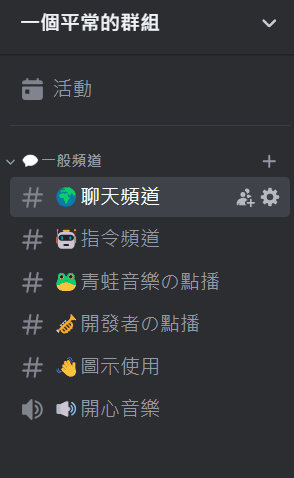 一個平常的群組
活動
💬一般頻道
🌍聊天頻道
🤖指令頻道
🐸青蛙音樂の點播
🎺開發者の點播
👋圖示使用
🔊開心音樂